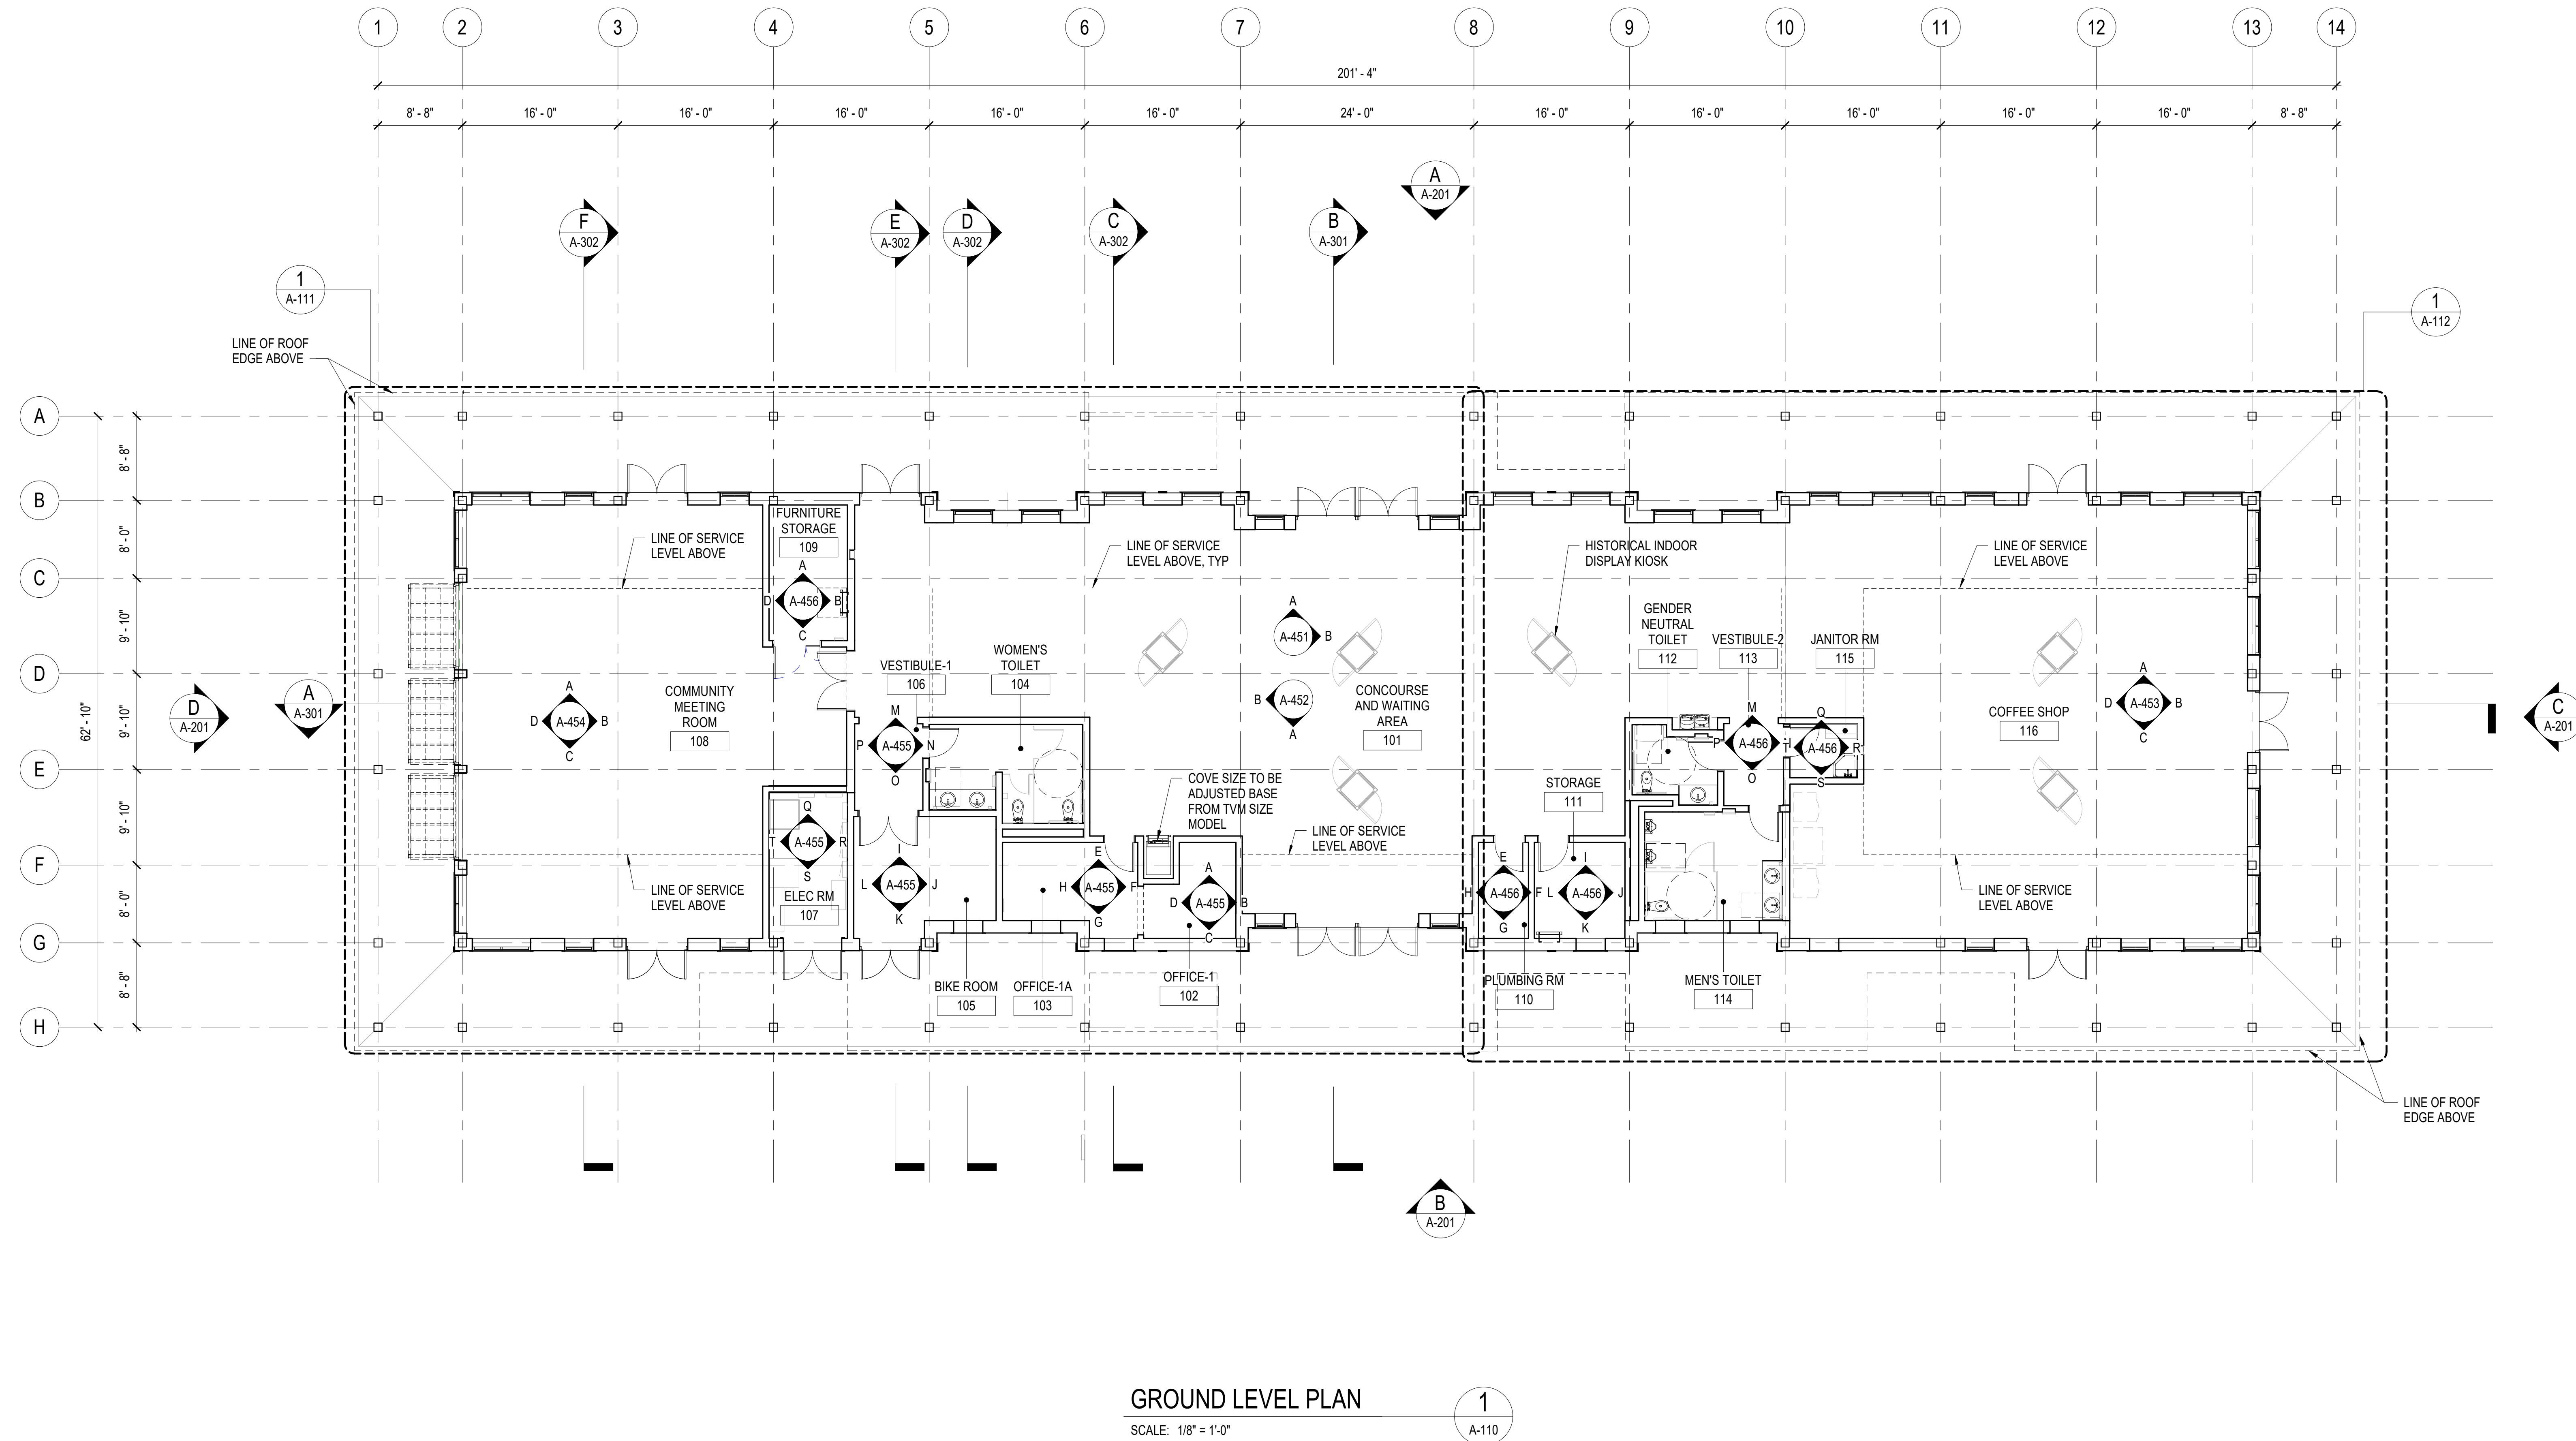 1 2 3 4 5 6 7 8 9 10 11 12 13 14
201' - 4"
8' - 8" 16' - 0" 16' - 0" 16' - 0" 16' - 0" 16' - 0" 24' - 0" 16' - 0" 16' - 0" 16' - 0" 16' - 0" 16' - 0" 8' - 8"
A
A-201
F
A-302
E
A-302
D
A-302
C
A-302
B
A-301
1
A-111
1
A-112
LINE OF ROOF
EDGE ABOVE
A
B
C
D
E
F
G
H
62' - 10"
8' - 8"
8' - 0"
9' - 10"
9' - 10"
9' - 10"
8' - 0"
8' - 8"
D
A-201
A
A-301
LINE OF SERVICE
LEVEL ABOVE
FURNITURE
STORAGE
109
A
D A-456 B
C
LINE OF SERVICE
LEVEL ABOVE, TYP
HISTORICAL INDOOR
DISPLAY KIOSK
LINE OF SERVICE
LEVEL ABOVE
A
D A-454 B
C
COMMUNITY
MEETING
ROOM
108
VESTIBULE-1
106
M
P A-455 N
O
WOMEN'S
TOILET
104
A
A-451 B
B A-452
A
CONCOURSE
AND WAITING
AREA
101
GENDER
NEUTRAL
TOILET
112
VESTIBULE-2
113
JANITOR RM
115
M
P A-456
O
Q
T A-456 R
S
COFFEE SHOP
116
A
D A-453 B
C
C
A-201
COVE SIZE TO BE
ADJUSTED BASE
FROM TVM SIZE
MODEL
LINE OF SERVICE
LEVEL ABOVE
STORAGE
111
Q
T A-455 R
S
ELEC RM
107
LINE OF SERVICE
LEVEL ABOVE
I
L A-455 J
K
E
H A-455 F
G
A
D A-455 B
C
E
H A-456 F
G
I
L A-456 J
K
LINE OF SERVICE
LEVEL ABOVE
BIKE ROOM
105
OFFICE-1A
103
OFFICE-1
102
PLUMBING RM
110
MEN'S TOILET
114
LINE OF ROOF
EDGE ABOVE
B
A-201
GROUND LEVEL PLAN
SCALE: 1/8" = 1'-0"
1
A-110